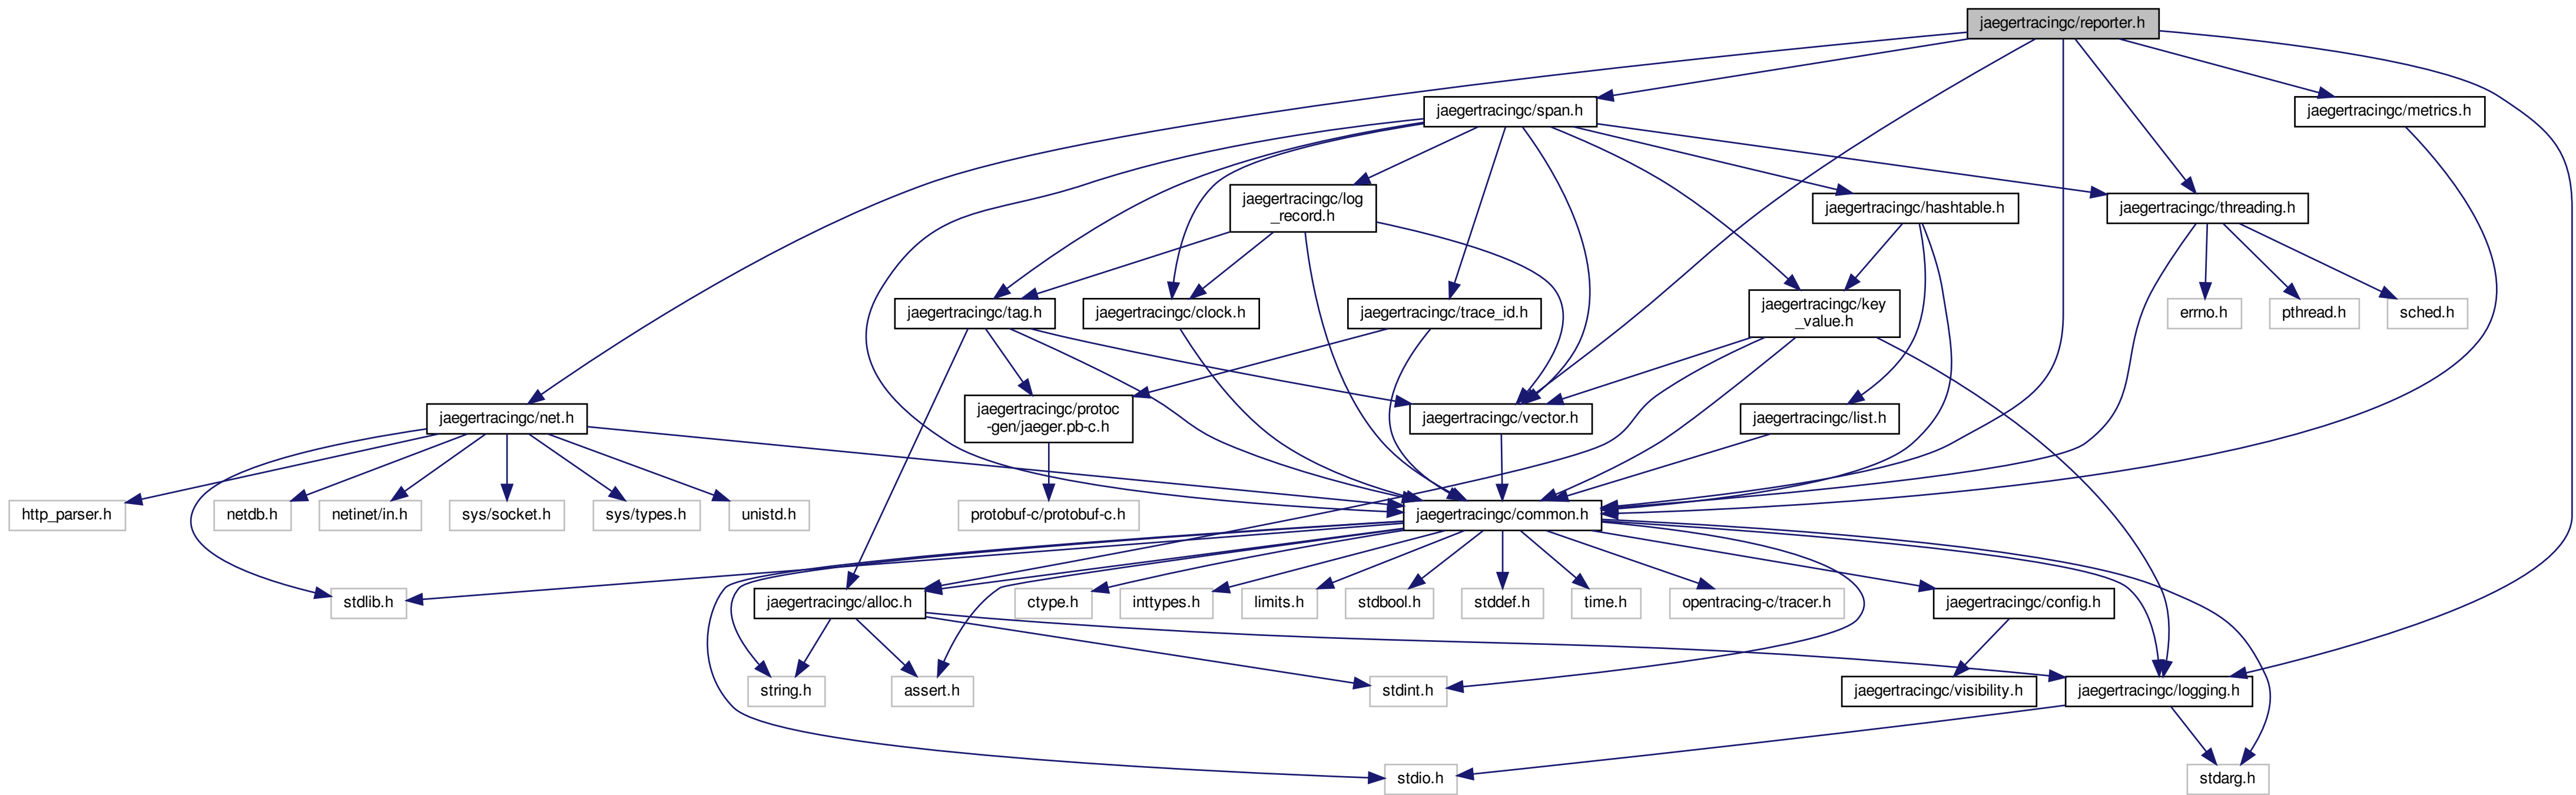 jaegertracingc/reporter.h
jaegertracingc/span.h
jaegertracingc/metrics.h
jaegertracingc/log
_record.h
jaegertracingc/hashtable.h
jaegertracingc/threading.h
jaegertracingc/tag.h
jaegertracingc/clock.h
jaegertracingc/trace_id.h
jaegertracingc/key
_value.h
errno.h
pthread.h
sched.h
jaegertracingc/net.h
jaegertracingc/protoc
-gen/jaeger.pb-c.h
jaegertracingc/vector.h
jaegertracingc/list.h
http_parser.h
netdb.h
netinet/in.h
sys/socket.h
sys/types.h
unistd.h
protobuf-c/protobuf-c.h
jaegertracingc/common.h
stdlib.h
jaegertracingc/alloc.h
ctype.h
inttypes.h
limits.h
stdbool.h
stddef.h
time.h
opentracing-c/tracer.h
jaegertracingc/config.h
string.h
assert.h
stdint.h
jaegertracingc/visibility.h
jaegertracingc/logging.h
stdio.h
stdarg.h